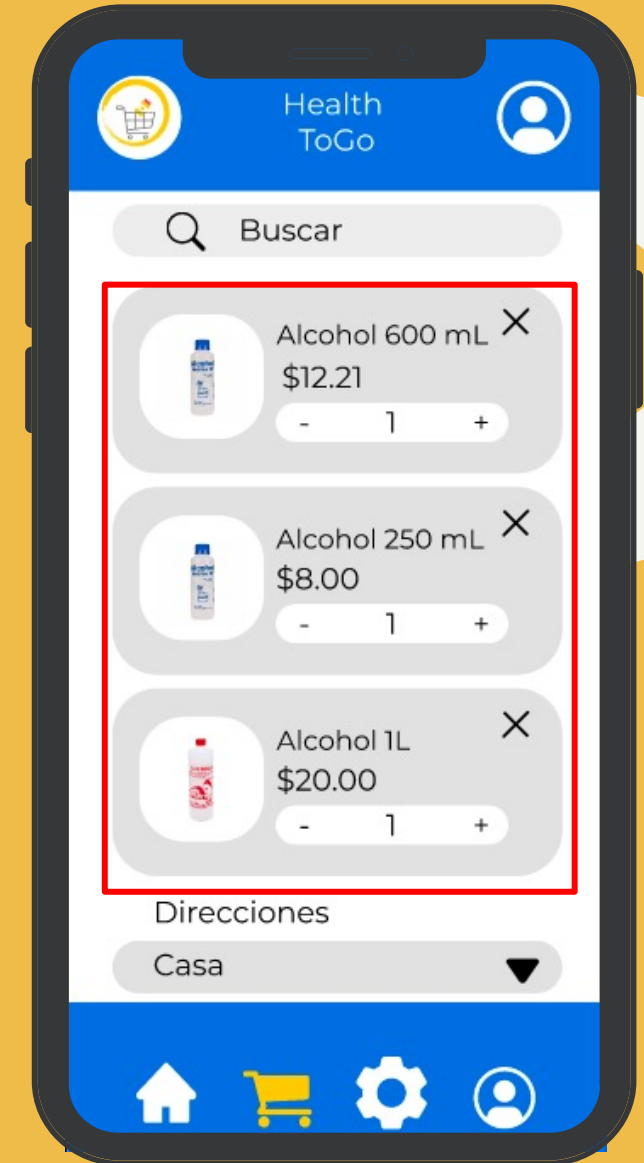 Health
ToGo
Buscar
Alcohol 600 mL
$12.21
- 1 +
Alcohol 250 mL
$8.00
- 1 +
Alcohol 1L
$20.00
- 1 +
Direcciones
Casa